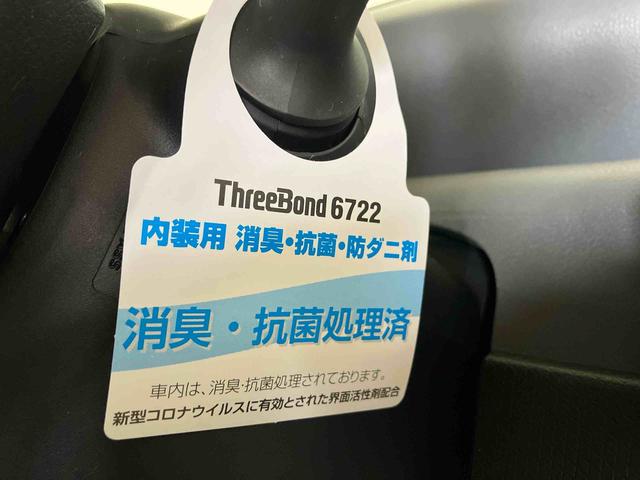 ThreeBond 6722
内装用 消臭・抗菌・防ダニ剤
消臭・抗菌処理済
車内は、消臭・抗菌処理されております。
新型コロナウイルスに有効とされた界面活性剤配合